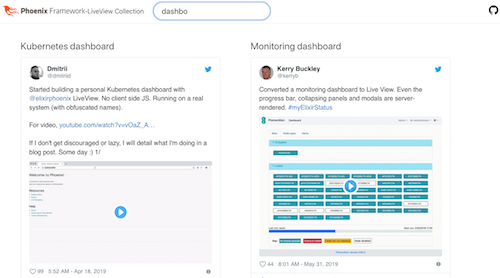 Phoenix Framework-LiveView Collection
dashbo
Kubernetes dashboard
Dmitrii
@dmitriid
Started building a personal Kubernetes dashboard with
@elixirphoenix LiveView. No client side JS. Running on a real
system (with obfuscated names).
For video, youtube.com/watch?v=vvOaZ_A…
If I don't get discouraged or lazy, I will detail what I'm doing in a
blog post. Some day :) 1/
Welcome to Phoenix!
99 5:52 AM - Apr 18, 2019
Monitoring dashboard
Kerry Buckley
@kerryb
Converted a monitoring dashboard to Live View. Even the
progress bar, collapsing panels and modals are server-
rendered. #myElixirStatus
44 8:01 AM - May 31, 2019